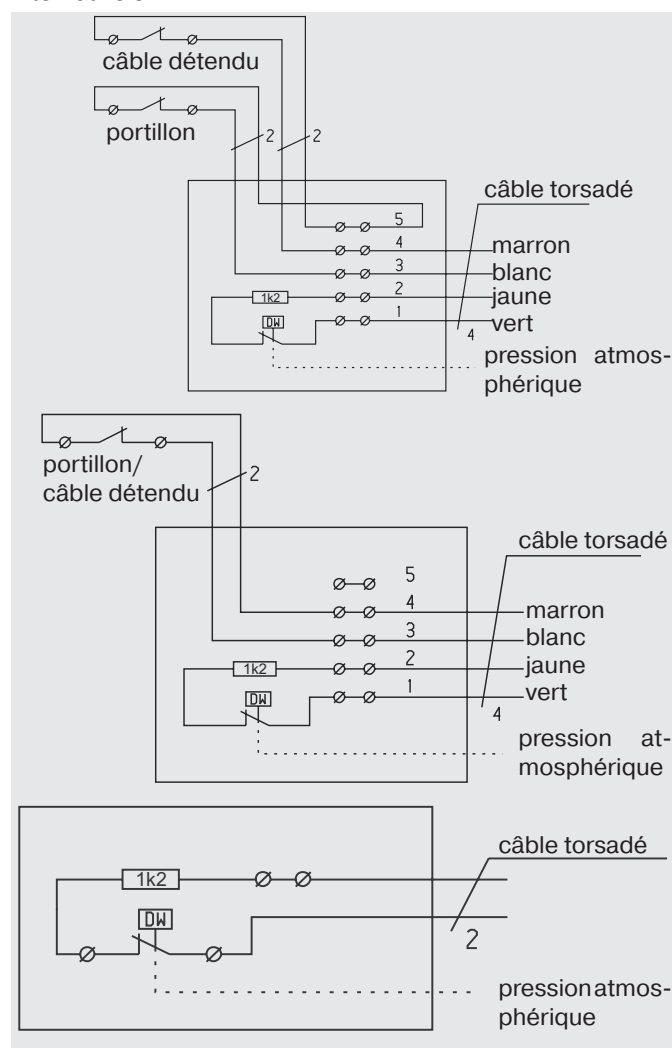 câble détendu
portillon
2
2
câble torsadé
5
4
marron
3
blanc
2
jaune
1k2
1
vert
DW
4
pression atmos-
phérique
portillon/
câble détendu
2
câble torsadé
5
4
marron
3
blanc
2
jaune
1k2
1
vert
DW
4
pression at-
mosphérique
câble torsadé
1k2
DW
2
pression atmos-
phérique